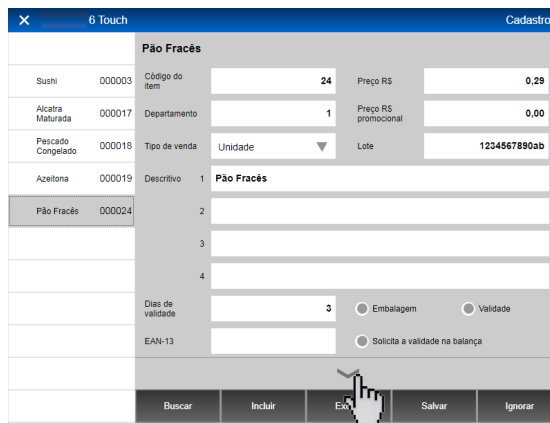 6 Touch Cadastro
Pão Fracês
Sushi 000003
Código do item 24 Preço R$ 0,29
Alcatra Maturada 000017
Departamento 1 Preço R$ promocional 0,00
Pescado Congelado 000018
Tipo de venda Unidade Lote 1234567890ab
Azeitona 000019
Descritivo 1 Pão Fracês
Pão Fracês 000024
2
3
4
Dias de validade 3 Embalagem Validade
EAN-13 Solicita a validade na balança
Buscar Incluir Salvar Ignorar